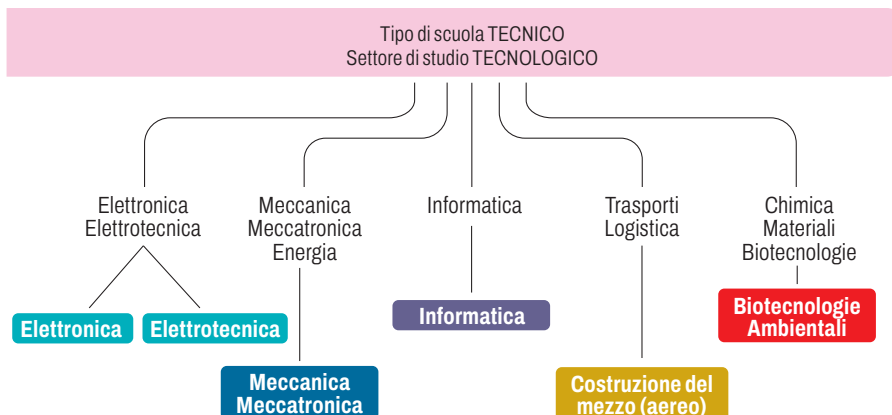 Tipo di scuola TECNICO
Settore di studio TECNOLOGICO
Elettronica
Elettrotecnica
Meccanica
Meccatronica
Energia
Informatica
Trasporti
Logistica
Chimica
Materiali
Biotecnologie
Elettronica
Elettrotecnica
Informatica
Biotecnologie
Ambientali
Meccanica
Meccatronica
Costruzione del
mezzo (aereo)